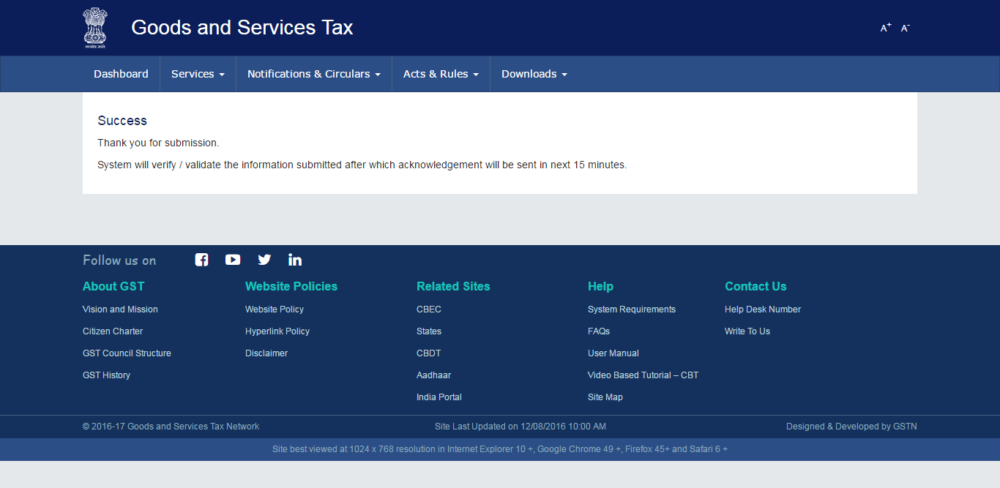 Goods and Services Tax
A+ A-
सत्यमेव जयते
Dashboard Services Notifications & Circulars Acts & Rules Downloads
Success
Thank you for submission.
System will verify / validate the information submitted after which acknowledgement will be sent in next 15 minutes.
Follow us on
About GST Website Policies Related Sites Help Contact Us
Vision and Mission Website Policy CBEC System Requirements Help Desk Number
Citizen Charter Hyperlink Policy States FAQs Write To Us
GST Council Structure Disclaimer CBDT User Manual
GST History Aadhaar Video Based Tutorial – CBT
India Portal Site Map
© 2016-17 Goods and Services Tax Network Site Last Updated on 12/08/2016 10:00 AM Designed & Developed by GSTN
Site best viewed at 1024 x 768 resolution in Internet Explorer 10 +, Google Chrome 49 +, Firefox 45+ and Safari 6 +